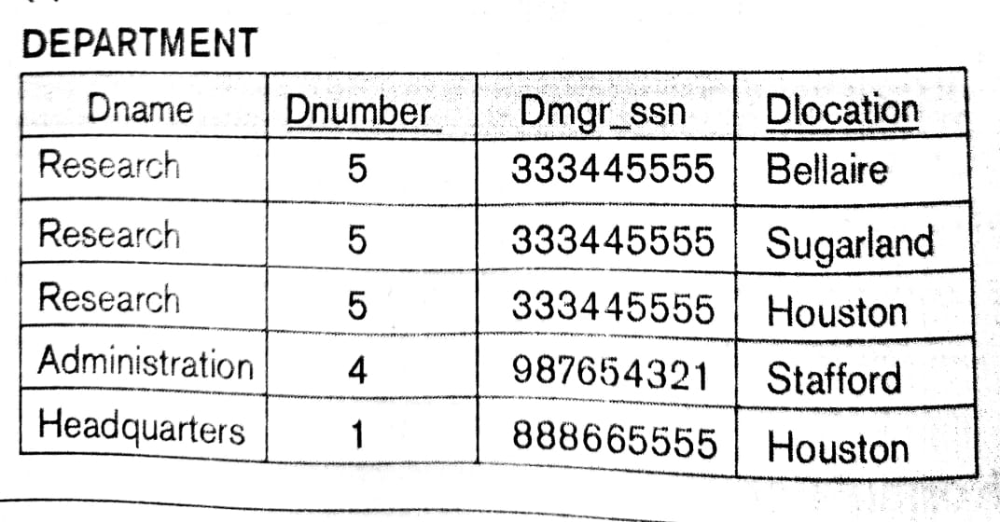 DEPARTMENT
Dname Dnumber Dmgr_ssn Dlocation
Research 5 333445555 Bellaire
Research 5 333445555 Sugarland
Research 5 333445555 Houston
Administration 4 987654321 Stafford
Headquarters 1 888665555 Houston